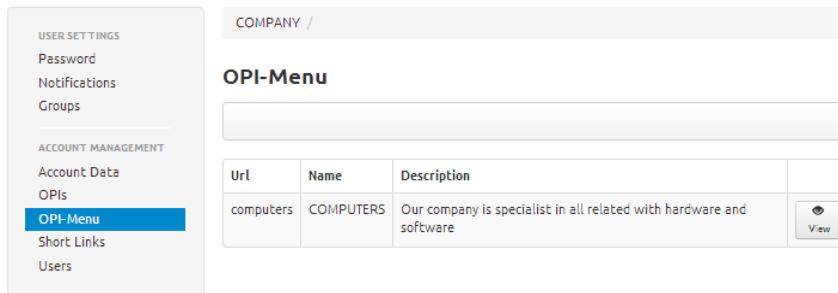 USER SETTINGS
Password
Notifications
Groups
ACCOUNT MANAGEMENT
Account Data
OPIs
OPI-Menu
Short Links
Users
COMPANY /
OPI-Menu
Url Name Description
computers COMPUTERS Our company is specialist in all related with hardware and
software
View